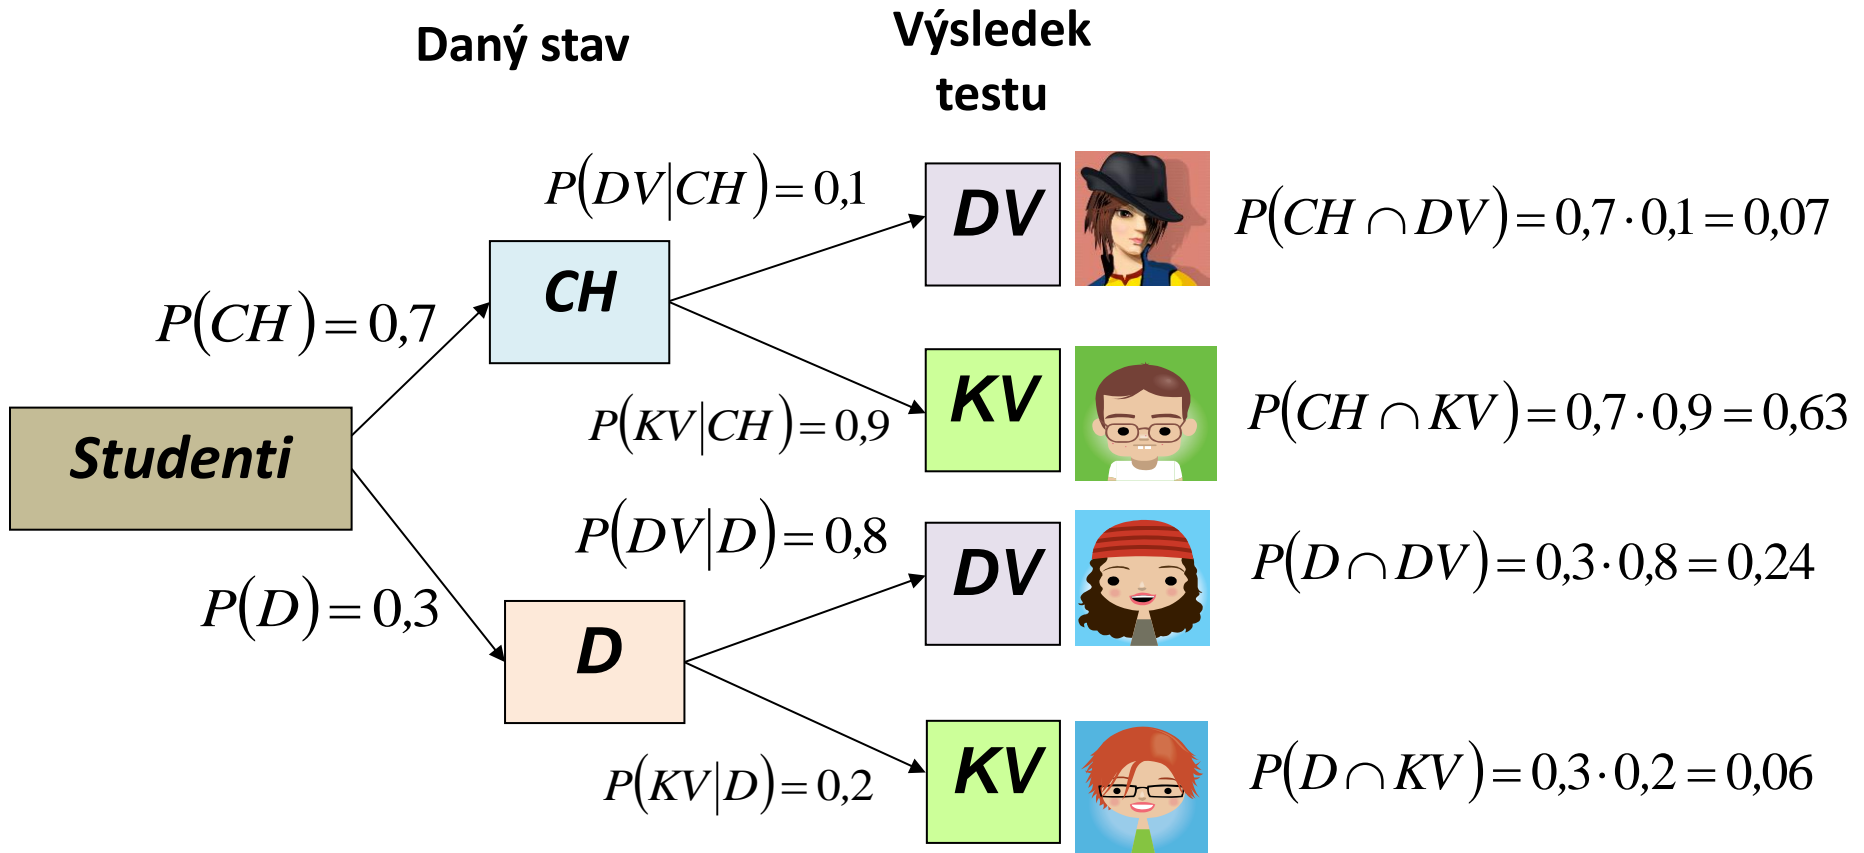 Daný stav
Výsledek
testu
P(DV|CH) = 0,1
DV
P(CH ∩ DV) = 0,7 · 0,1 = 0,07
CH
P(CH) = 0,7
KV
P(CH ∩ KV) = 0,7 · 0,9 = 0,63
P(KV|CH) = 0,9
Studenti
P(DV|D) = 0,8
DV
P(D ∩ DV) = 0,3 · 0,8 = 0,24
P(D) = 0,3
D
KV
P(D ∩ KV) = 0,3 · 0,2 = 0,06
P(KV|D) = 0,2